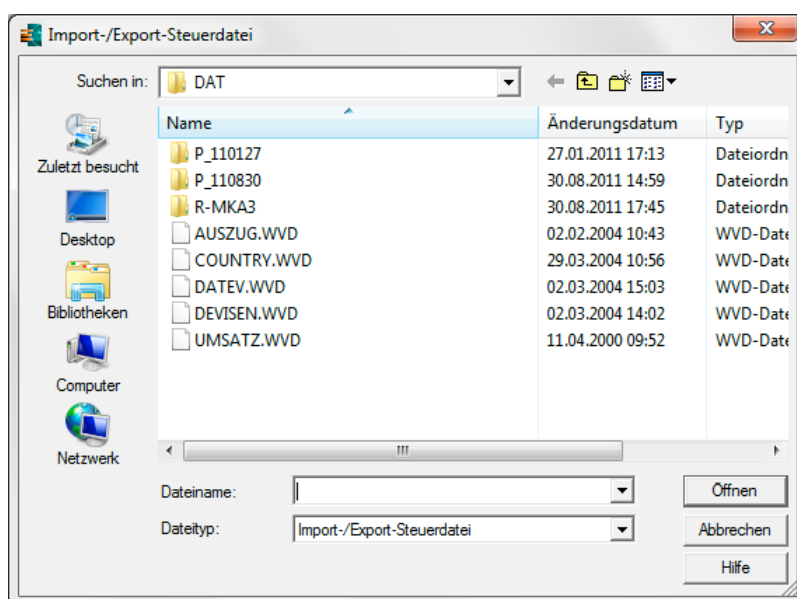 Import-/Export-Steuerdatei
Suchen in: DAT
Name Änderungsdatum Typ
P_110127 27.01.2011 17:13 Dateiordn
P_110830 30.08.2011 14:59 Dateiordn
R-MKA3 30.08.2011 17:45 Dateiordn
AUSZUG.WVD 02.02.2004 10:43 WVD-Date
COUNTRY.WVD 29.03.2004 10:56 WVD-Date
DATEV.WVD 02.03.2004 15:03 WVD-Date
DEVISEN.WVD 02.03.2004 14:02 WVD-Date
UMSATZ.WVD 11.04.2000 09:52 WVD-Date
Zuletzt besucht
Desktop
Bibliotheken
Computer
Netzwerk
Dateiname: Öffnen
Dateityp: Import-/Export-Steuerdatei Abbrechen
Hilfe